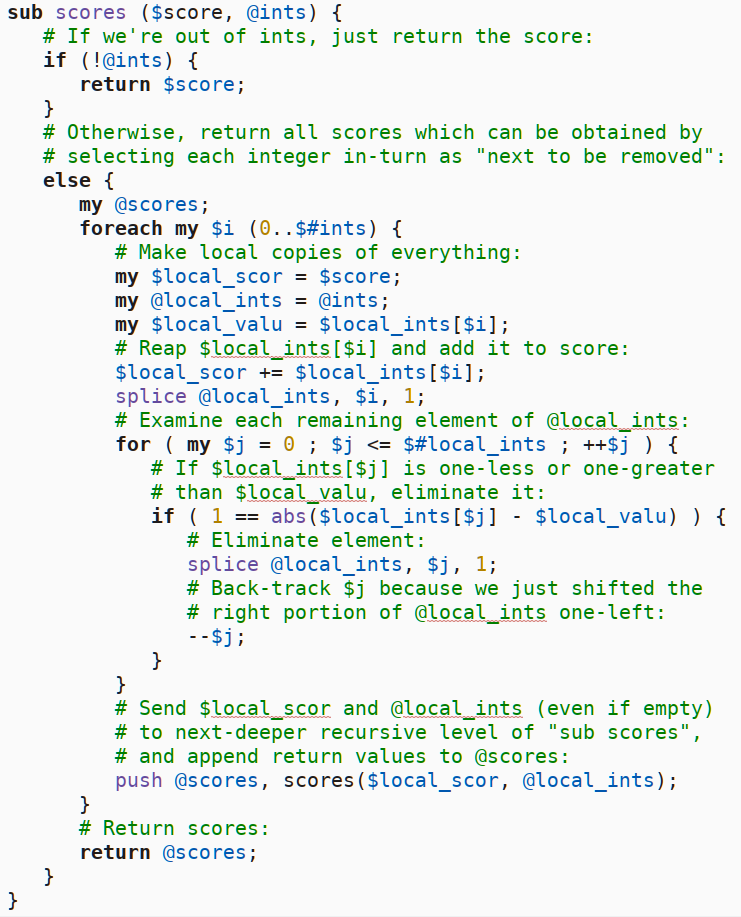 sub scores ($score, @ints) {
   # If we're out of ints, just return the score:
   if (!@ints) {
      return $score;
   }
   # Otherwise, return all scores which can be obtained by
   # selecting each integer in-turn as "next to be removed":
   else {
      my @scores;
      foreach my $i (0..$#ints) {
         # Make local copies of everything:
         my $local_scor = $score;
         my @local_ints = @ints;
         my $local_valu = $local_ints[$i];
         # Reap $local_ints[$i] and add it to score:
         $local_scor += $local_ints[$i];
         splice @local_ints, $i, 1;
         # Examine each remaining element of @local_ints:
         for ( my $j = 0 ; $j <= $#local_ints ; ++$j ) {
            # If $local_ints[$j] is one-less or one-greater
            # than $local_valu, eliminate it:
            if ( 1 == abs($local_ints[$j] - $local_valu) ) {
               # Eliminate element:
               splice @local_ints, $j, 1;
               # Back-track $j because we just shifted the
               # right portion of @local_ints one-left:
               --$j;
            }
         }
         # Send $local_scor and @local_ints (even if empty)
         # to next-deeper recursive level of "sub scores",
         # and append return values to @scores:
         push @scores, scores($local_scor, @local_ints);
      }
      # Return scores:
      return @scores;
   }
}